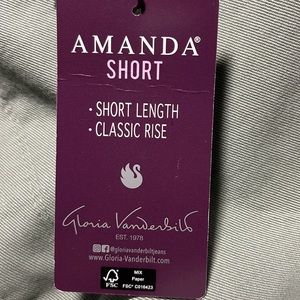 AMANDA®
SHORT
• SHORT LENGTH
• CLASSIC RISE
Gloria Vanderbilt
EST. 1978
@gloriavanderbiltjeans
www.Gloria-Vanderbilt.com
FSC
MIX
Paper
FSC® C016423